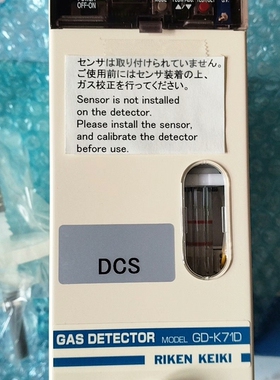 OFF-ON
センサは取り付けられていません。
ご使用前にはセンサ装着の上、
ガス校正を行ってください。
Sensor is not installed
on the detector.
Please install the sensor,
and calibrate the detector
before use.
DCS
GAS DETECTOR MODEL GD-K71D
RIKEN KEIKI